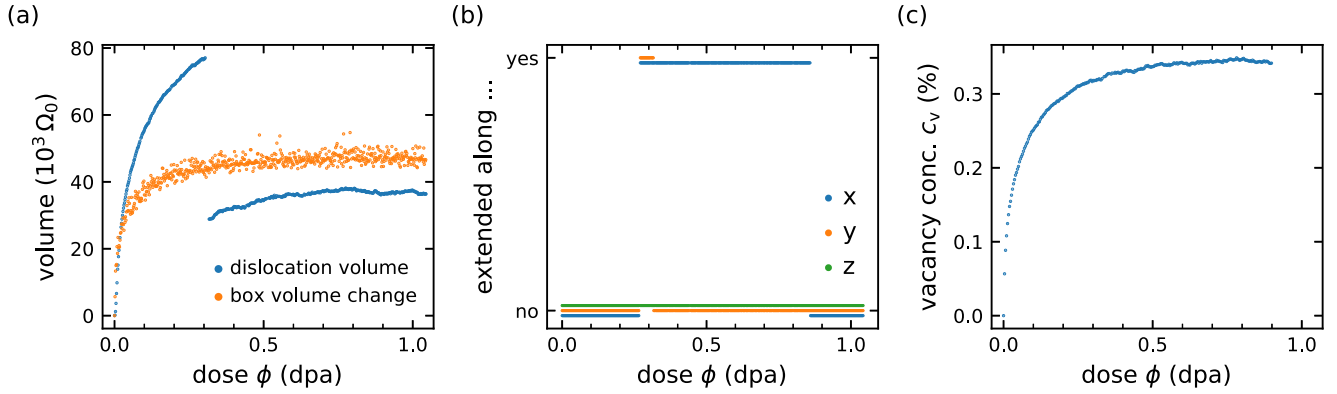 (a)
volume (10³ Ω₀)
80
60
40
20
0
dislocation volume
box volume change
0.0 0.5 1.0
dose ϕ (dpa)
(b)
extended along ...
yes
no
x
y
z
0.0 0.5 1.0
dose ϕ (dpa)
(c)
vacancy conc. cᵥ (%)
0.3
0.2
0.1
0.0
0.0 0.5 1.0
dose ϕ (dpa)